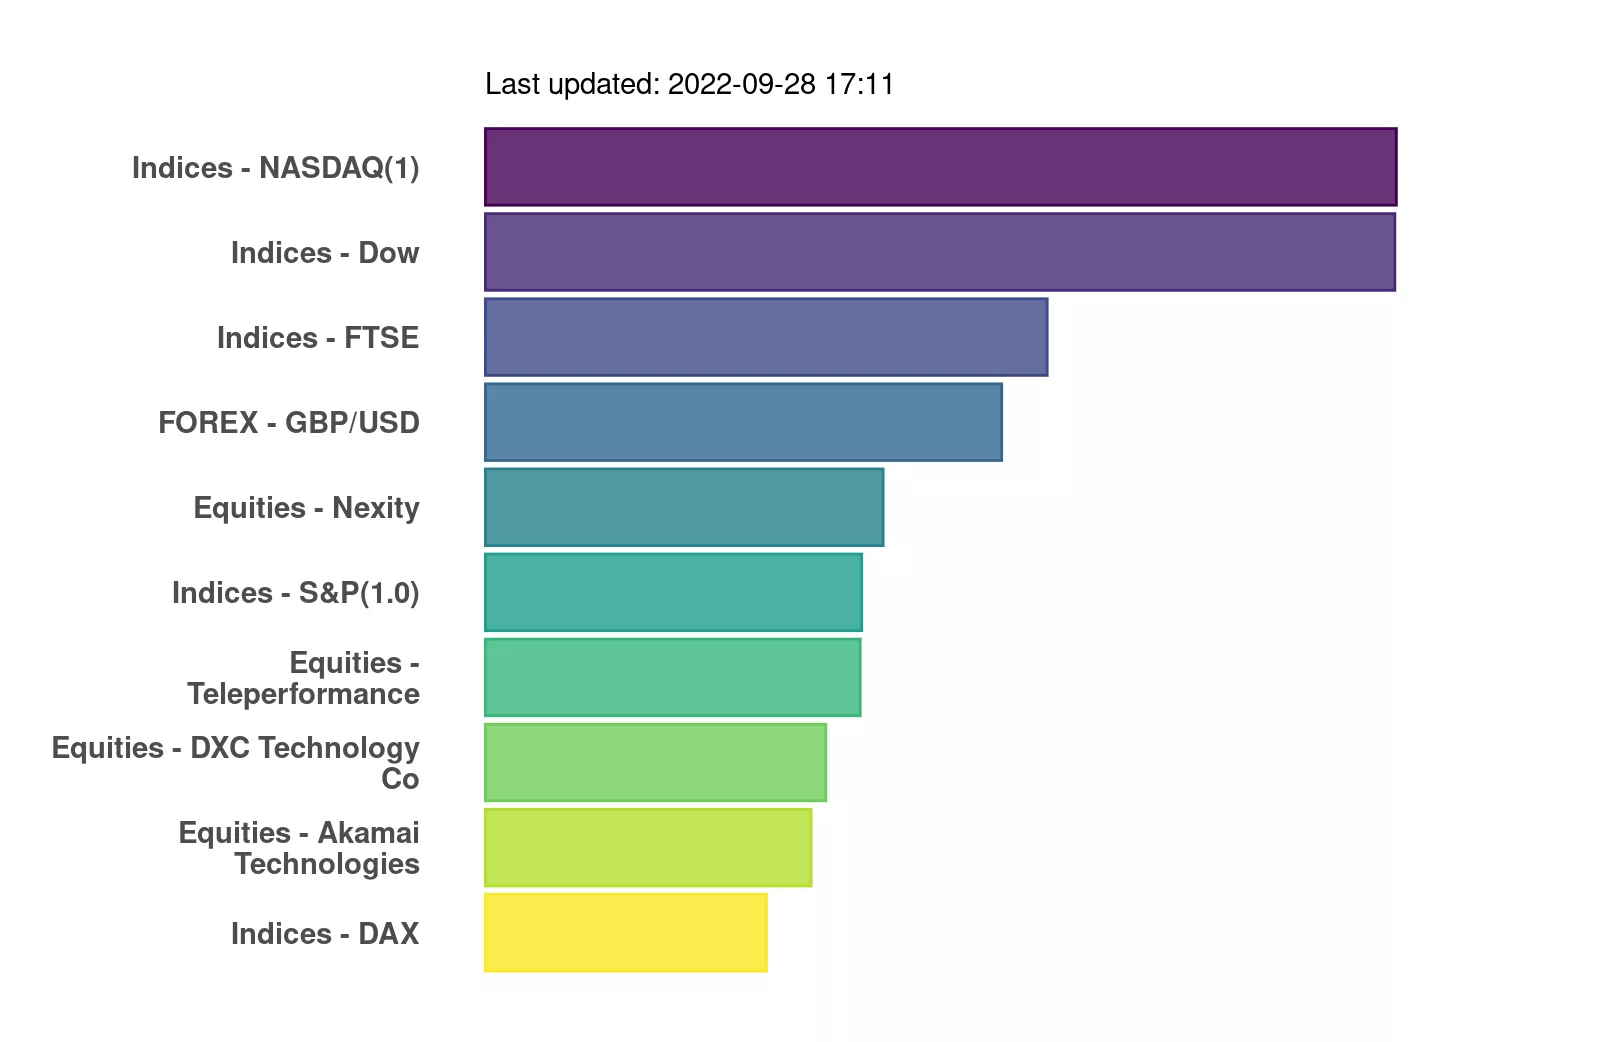 Last updated: 2022-09-28 17:11
Indices - NASDAQ(1)
Indices - Dow
Indices - FTSE
FOREX - GBP/USD
Equities - Nexity
Indices - S&P(1.0)
Equities -
Teleperformance
Equities - DXC Technology
Co
Equities - Akamai
Technologies
Indices - DAX